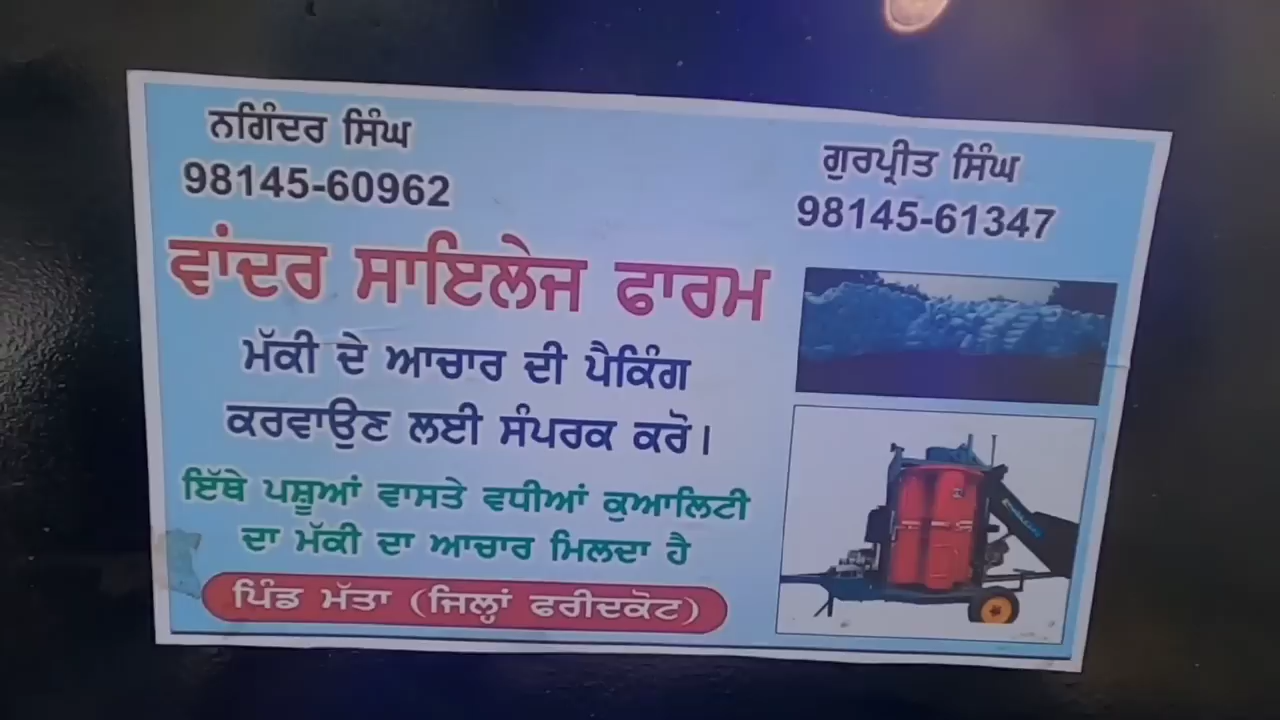 ਨਗਿੰਦਰ ਸਿੰਘ
98145-60962
ਗੁਰਪ੍ਰੀਤ ਸਿੰਘ
98145-61347
ਵਾਂਦਰ ਸਾਇਲੇਜ ਫਾਰਮ
ਮੱਕੀ ਦੇ ਆਚਾਰ ਦੀ ਪੈਕਿੰਗ
ਕਰਵਾਉਣ ਲਈ ਸੰਪਰਕ ਕਰੋ।
ਇੱਥੇ ਪਸ਼ੂਆਂ ਵਾਸਤੇ ਵਧੀਆਂ ਕੁਆਲਿਟੀ
ਦਾ ਮੱਕੀ ਦਾ ਆਚਾਰ ਮਿਲਦਾ ਹੈ
ਪਿੰਡ ਮੱਤਾ (ਜਿਲ੍ਹਾਂ ਫਰੀਦਕੋਟ)